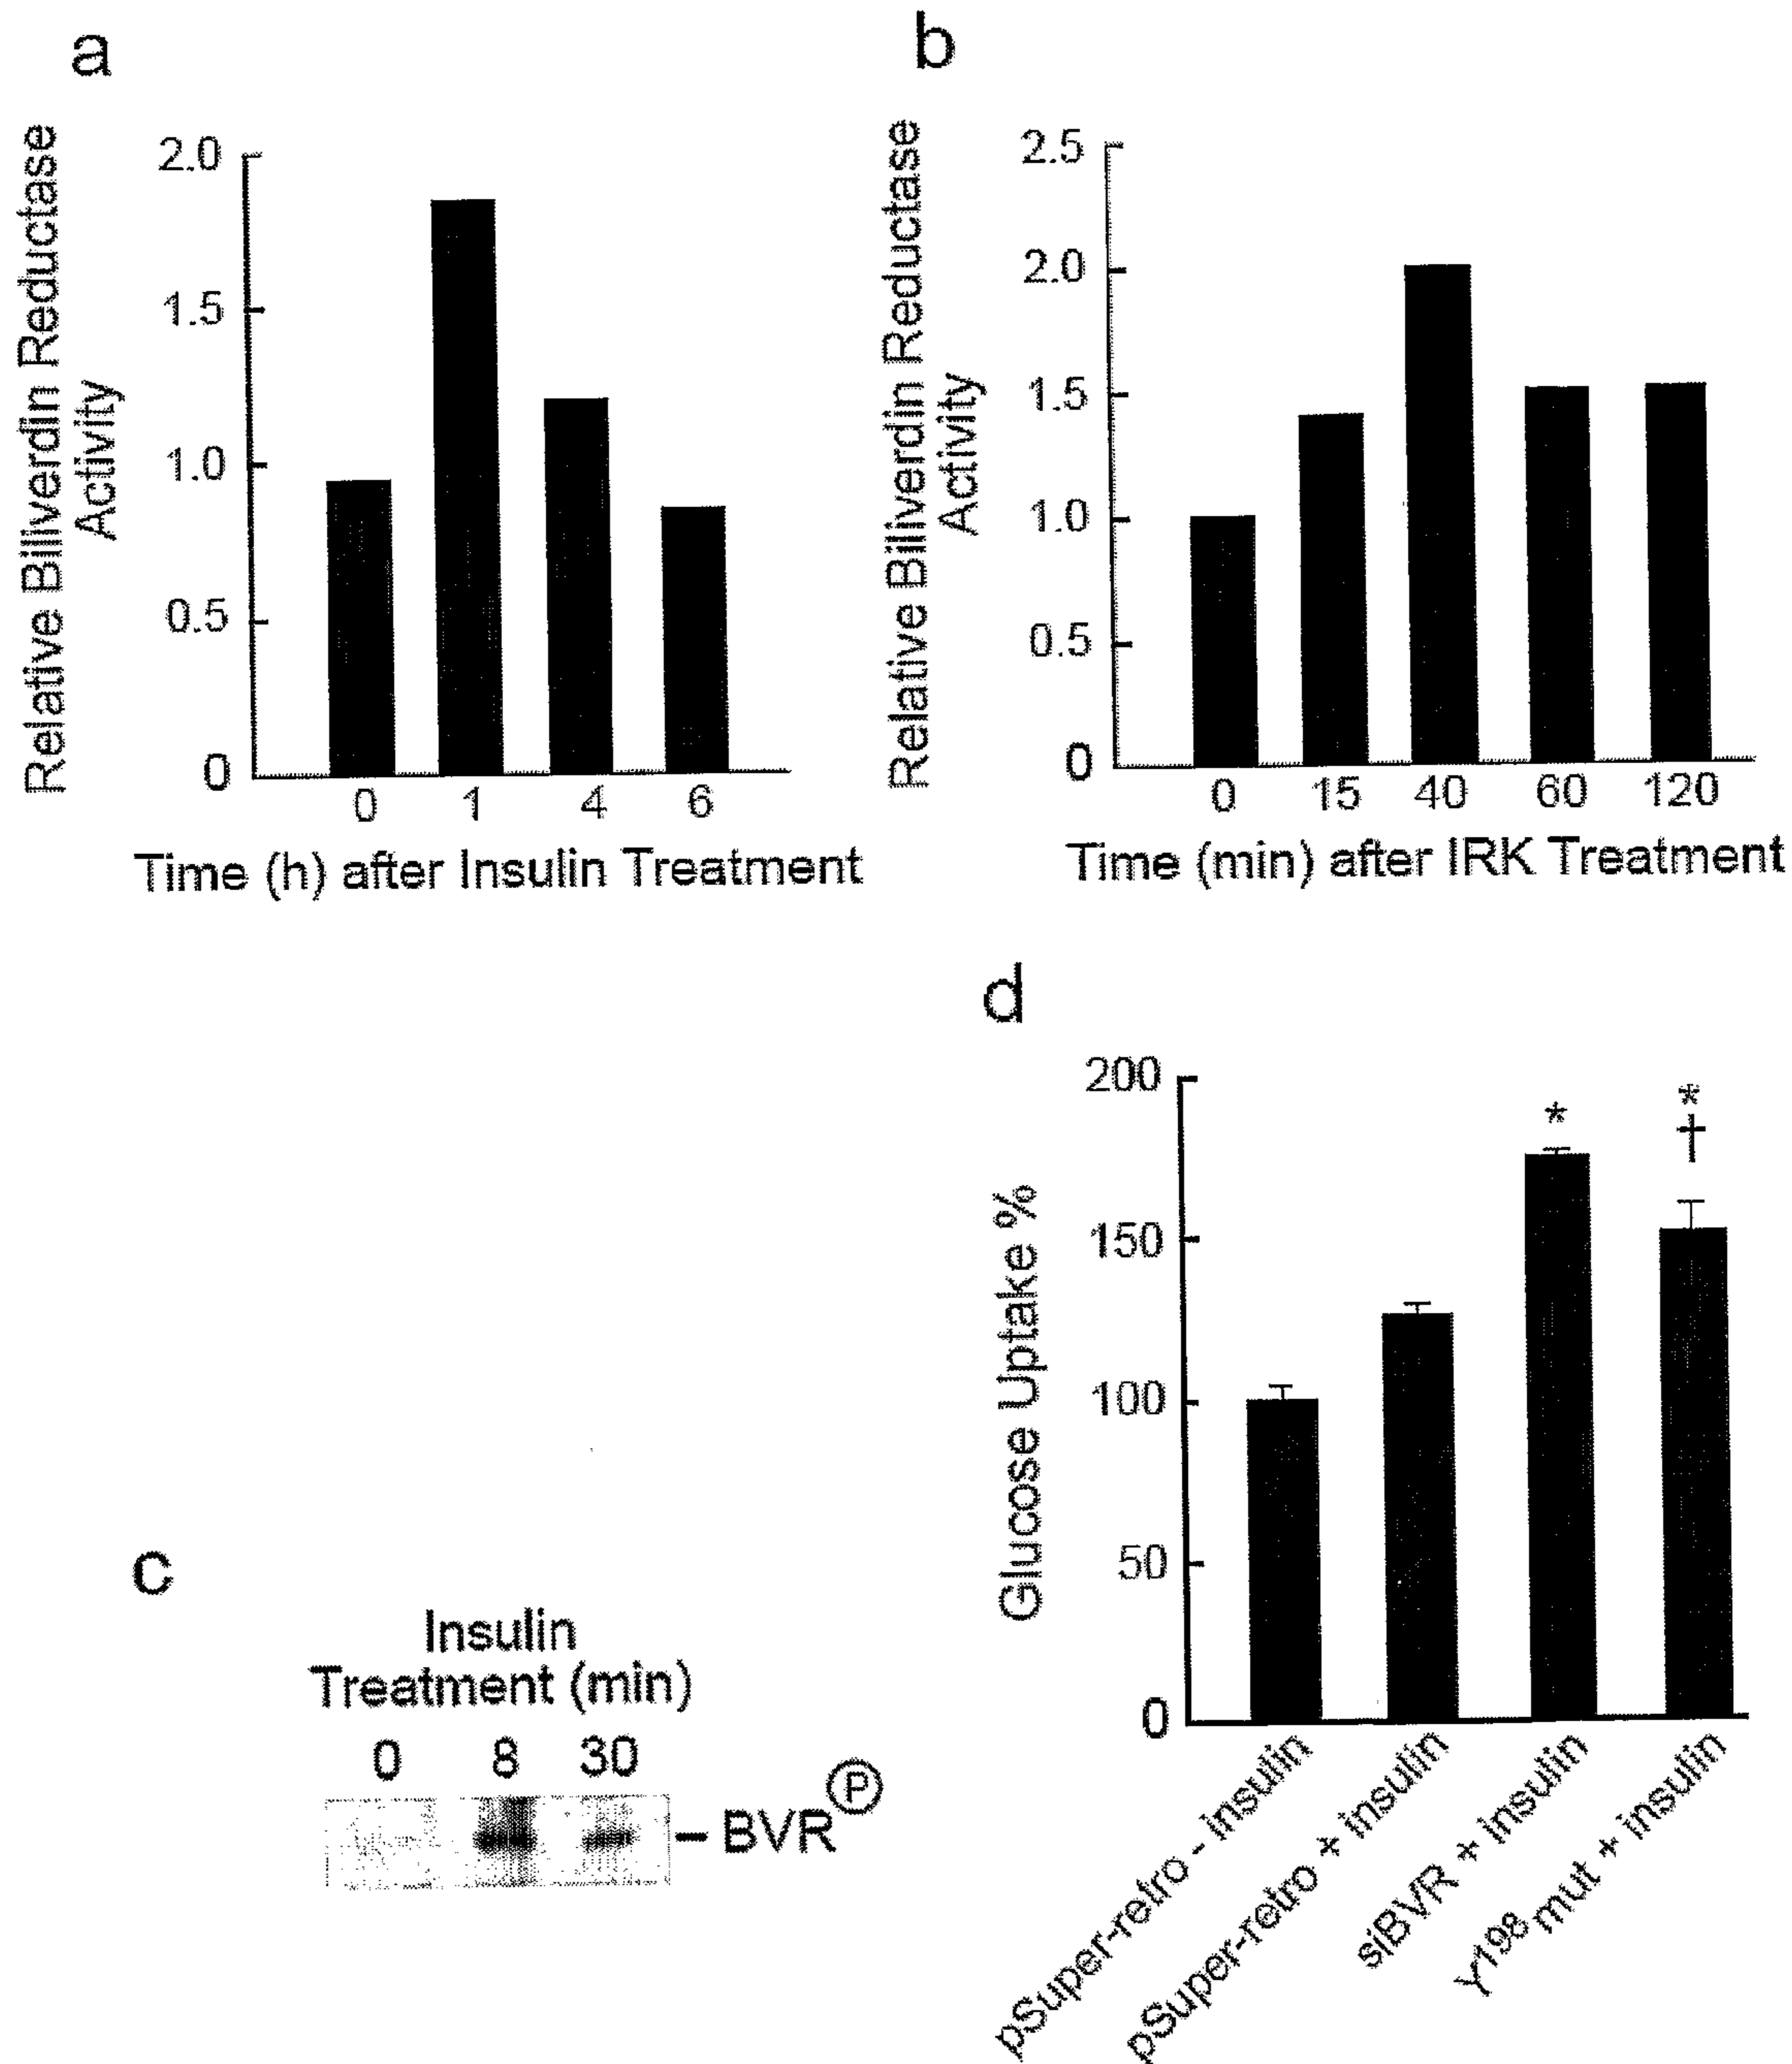 a
Relative Biliverdin Reductase
Activity
2.0
1.5
1.0
0.5
0
0 1 4 6
Time (h) after Insulin Treatment
b
Relative Biliverdin Reductase
Activity
2.5
2.0
1.5
1.0
0.5
0
0 15 40 60 120
Time (min) after IRK Treatment
c
Insulin
Treatment (min)
0 8 30
– BVR Ⓟ
d
Glucose Uptake %
200
150
100
50
0
*
*
†
pSuper-retro - insulin
pSuper-retro + insulin
siBVR + insulin
Y¹⁹⁸ mut + insulin